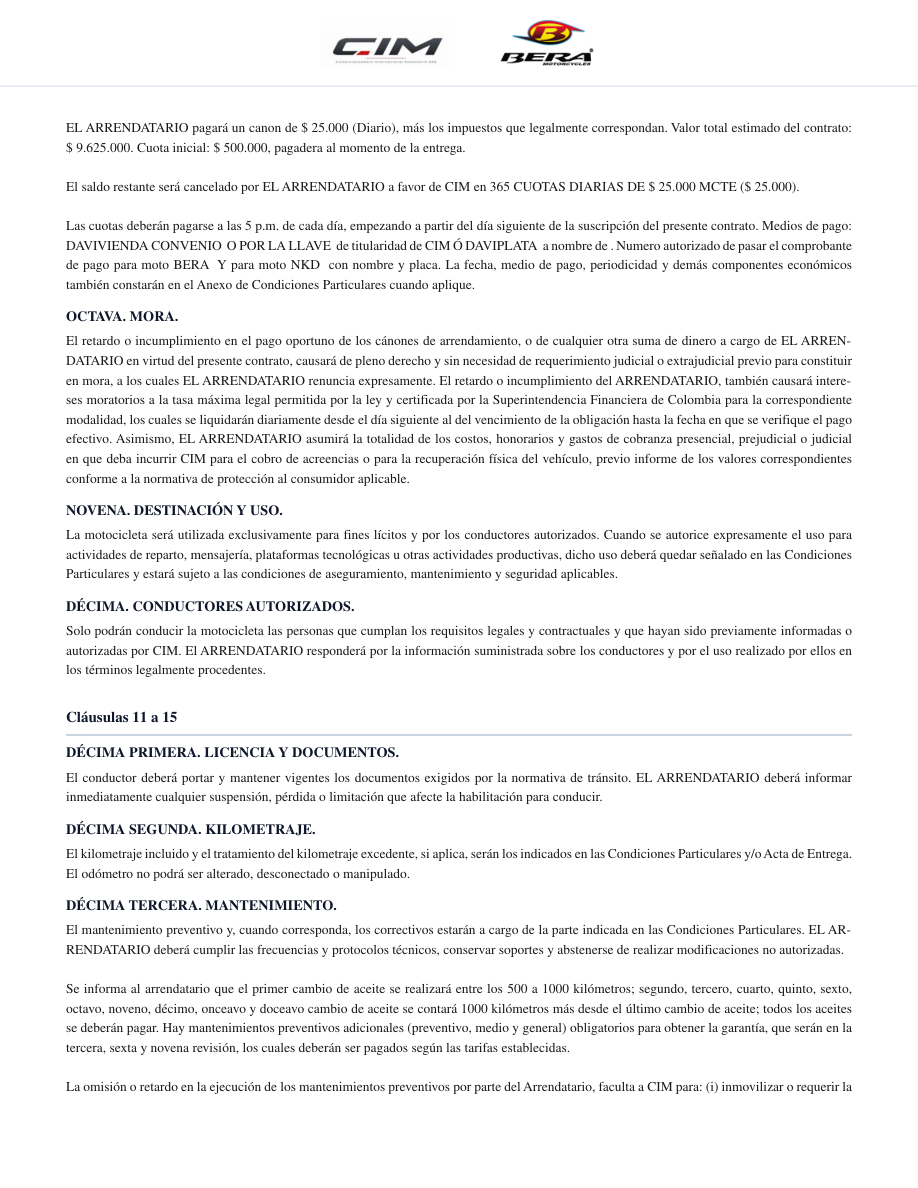 CIM
BERA
MOTORCYCLES
EL ARRENDATARIO pagará un canon de $ 25.000 (Diario), más los impuestos que legalmente correspondan. Valor total estimado del contrato:
$ 9.625.000. Cuota inicial: $ 500.000, pagadera al momento de la entrega.
El saldo restante será cancelado por EL ARRENDATARIO a favor de CIM en 365 CUOTAS DIARIAS DE $ 25.000 MCTE ($ 25.000).
Las cuotas deberán pagarse a las 5 p.m. de cada día, empezando a partir del día siguiente de la suscripción del presente contrato. Medios de pago:
DAVIVIENDA CONVENIO O POR LA LLAVE de titularidad de CIM Ó DAVIPLATA a nombre de . Numero autorizado de pasar el comprobante
de pago para moto BERA Y para moto NKD con nombre y placa. La fecha, medio de pago, periodicidad y demás componentes económicos
también constarán en el Anexo de Condiciones Particulares cuando aplique.
OCTAVA. MORA.
El retardo o incumplimiento en el pago oportuno de los cánones de arrendamiento, o de cualquier otra suma de dinero a cargo de EL ARREN-
DATARIO en virtud del presente contrato, causará de pleno derecho y sin necesidad de requerimiento judicial o extrajudicial previo para constituir
en mora, a los cuales EL ARRENDATARIO renuncia expresamente. El retardo o incumplimiento del ARRENDATARIO, también causará intere-
ses moratorios a la tasa máxima legal permitida por la ley y certificada por la Superintendencia Financiera de Colombia para la correspondiente
modalidad, los cuales se liquidarán diariamente desde el día siguiente al del vencimiento de la obligación hasta la fecha en que se verifique el pago
efectivo. Asimismo, EL ARRENDATARIO asumirá la totalidad de los costos, honorarios y gastos de cobranza presencial, prejudicial o judicial
en que deba incurrir CIM para el cobro de acreencias o para la recuperación física del vehículo, previo informe de los valores correspondientes
conforme a la normativa de protección al consumidor aplicable.
NOVENA. DESTINACIÓN Y USO.
La motocicleta será utilizada exclusivamente para fines lícitos y por los conductores autorizados. Cuando se autorice expresamente el uso para
actividades de reparto, mensajería, plataformas tecnológicas u otras actividades productivas, dicho uso deberá quedar señalado en las Condiciones
Particulares y estará sujeto a las condiciones de aseguramiento, mantenimiento y seguridad aplicables.
DÉCIMA. CONDUCTORES AUTORIZADOS.
Solo podrán conducir la motocicleta las personas que cumplan los requisitos legales y contractuales y que hayan sido previamente informadas o
autorizadas por CIM. El ARRENDATARIO responderá por la información suministrada sobre los conductores y por el uso realizado por ellos en
los términos legalmente procedentes.
Cláusulas 11 a 15
DÉCIMA PRIMERA. LICENCIA Y DOCUMENTOS.
El conductor deberá portar y mantener vigentes los documentos exigidos por la normativa de tránsito. EL ARRENDATARIO deberá informar
inmediatamente cualquier suspensión, pérdida o limitación que afecte la habilitación para conducir.
DÉCIMA SEGUNDA. KILOMETRAJE.
El kilometraje incluido y el tratamiento del kilometraje excedente, si aplica, serán los indicados en las Condiciones Particulares y/o Acta de Entrega.
El odómetro no podrá ser alterado, desconectado o manipulado.
DÉCIMA TERCERA. MANTENIMIENTO.
El mantenimiento preventivo y, cuando corresponda, los correctivos estarán a cargo de la parte indicada en las Condiciones Particulares. EL AR-
RENDATARIO deberá cumplir las frecuencias y protocolos técnicos, conservar soportes y abstenerse de realizar modificaciones no autorizadas.
Se informa al arrendatario que el primer cambio de aceite se realizará entre los 500 a 1000 kilómetros; segundo, tercero, cuarto, quinto, sexto,
octavo, noveno, décimo, onceavo y doceavo cambio de aceite se contará 1000 kilómetros más desde el último cambio de aceite; todos los aceites
se deberán pagar. Hay mantenimientos preventivos adicionales (preventivo, medio y general) obligatorios para obtener la garantía, que serán en la
tercera, sexta y novena revisión, los cuales deberán ser pagados según las tarifas establecidas.
La omisión o retardo en la ejecución de los mantenimientos preventivos por parte del Arrendatario, faculta a CIM para: (i) inmovilizar o requerir la